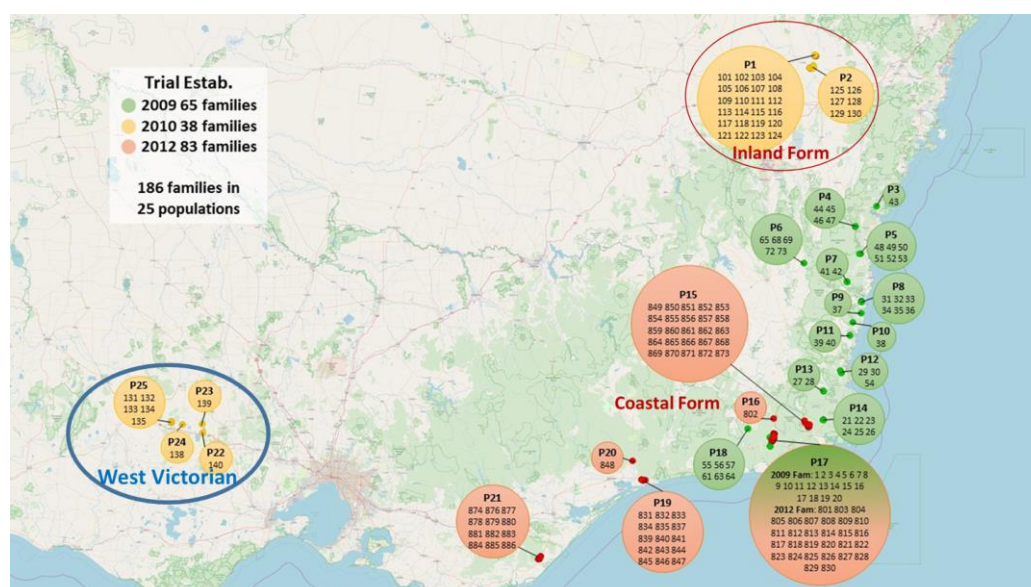 Trial Estab.
2009 65 families
2010 38 families
2012 83 families
186 families in
25 populations
P1
101 102 103 104
105 106 107 108
109 110 111 112
113 114 115 116
117 118 119 120
121 122 123 124
P2
125 126
127 128
129 130
Inland Form
P3
43
P4
44 45
46 47
P5
48 49 50
51 52 53
P6
65 68 69
72 73
P7
41 42
P8
31 32 33
34 35 36
P9
37
P10
38
P11
39 40
P12
29 30
54
P13
27 28
P14
21 22 23
24 25 26
P15
849 850 851 852 853
854 855 856 857 858
859 860 861 862 863
864 865 866 867 868
869 870 871 872 873
Coastal Form
P16
802
P17
2009 Fam: 1 2 3 4 5 6 7 8
9 10 11 12 13 14 15 16
17 18 19 20
2012 Fam: 801 803 804
805 806 807 808 809 810
811 812 813 814 815 816
817 818 819 820 821 822
823 824 825 826 827 828
829 830
P18
55 56 57
61 63 64
P19
831 832 833
834 835 837
839 840 841
842 843 844
845 846 847
P20
848
P21
874 876 877
878 879 880
881 882 883
884 885 886
P25
131 132
133 134
135
P23
139
P24
138
P22
140
West Victorian